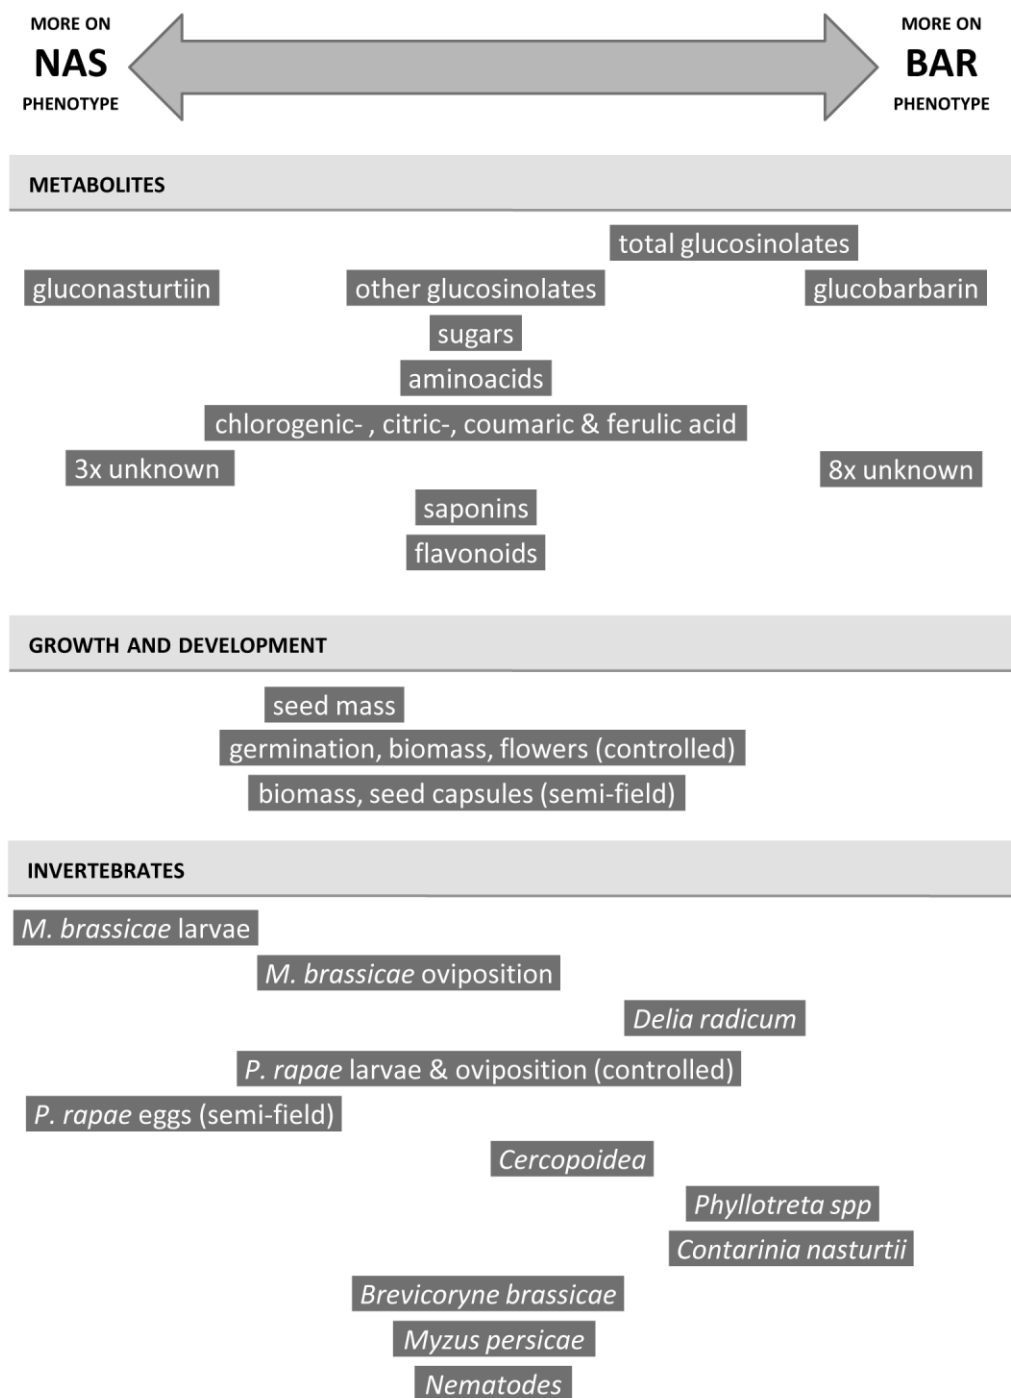 MORE ON
NAS
PHENOTYPE
MORE ON
BAR
PHENOTYPE
METABOLITES
total glucosinolates
gluconasturtiin other glucosinolates glucobarbarin
sugars
aminoacids
chlorogenic- , citric-, coumaric & ferulic acid
3x unknown 8x unknown
saponins
flavonoids
GROWTH AND DEVELOPMENT
seed mass
germination, biomass, flowers (controlled)
biomass, seed capsules (semi-field)
INVERTEBRATES
M. brassicae larvae
M. brassicae oviposition
Delia radicum
P. rapae larvae & oviposition (controlled)
P. rapae eggs (semi-field)
Cercopoidea
Phyllotreta spp
Contarinia nasturtii
Brevicoryne brassicae
Myzus persicae
Nematodes